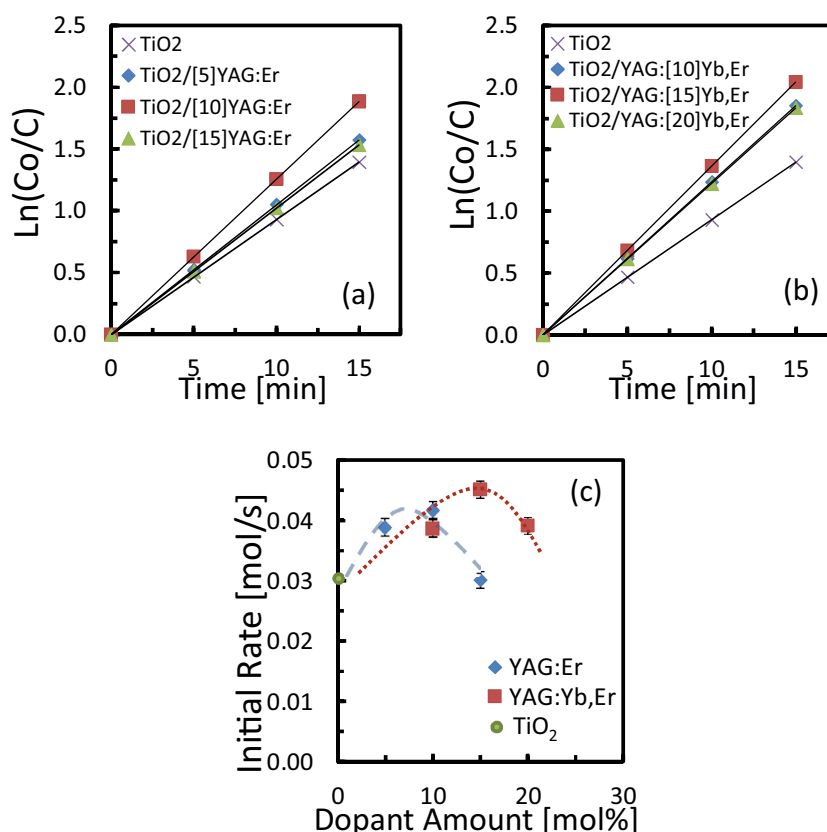 Ln(Co/C)
2.5
2.0
1.5
1.0
0.5
0.0
TiO2
TiO2/[5]YAG:Er
TiO2/[10]YAG:Er
TiO2/[15]YAG:Er
(a)
0 5 10 15
Time [min]
Ln(Co/C)
2.5
2.0
1.5
1.0
0.5
0.0
TiO2
TiO2/YAG:[10]Yb,Er
TiO2/YAG:[15]Yb,Er
TiO2/YAG:[20]Yb,Er
(b)
0 5 10 15
Time [min]
Initial Rate [mol/s]
0.05
0.04
0.03
0.02
0.01
0.00
(c)
YAG:Er
YAG:Yb,Er
TiO₂
0 10 20 30
Dopant Amount [mol%]